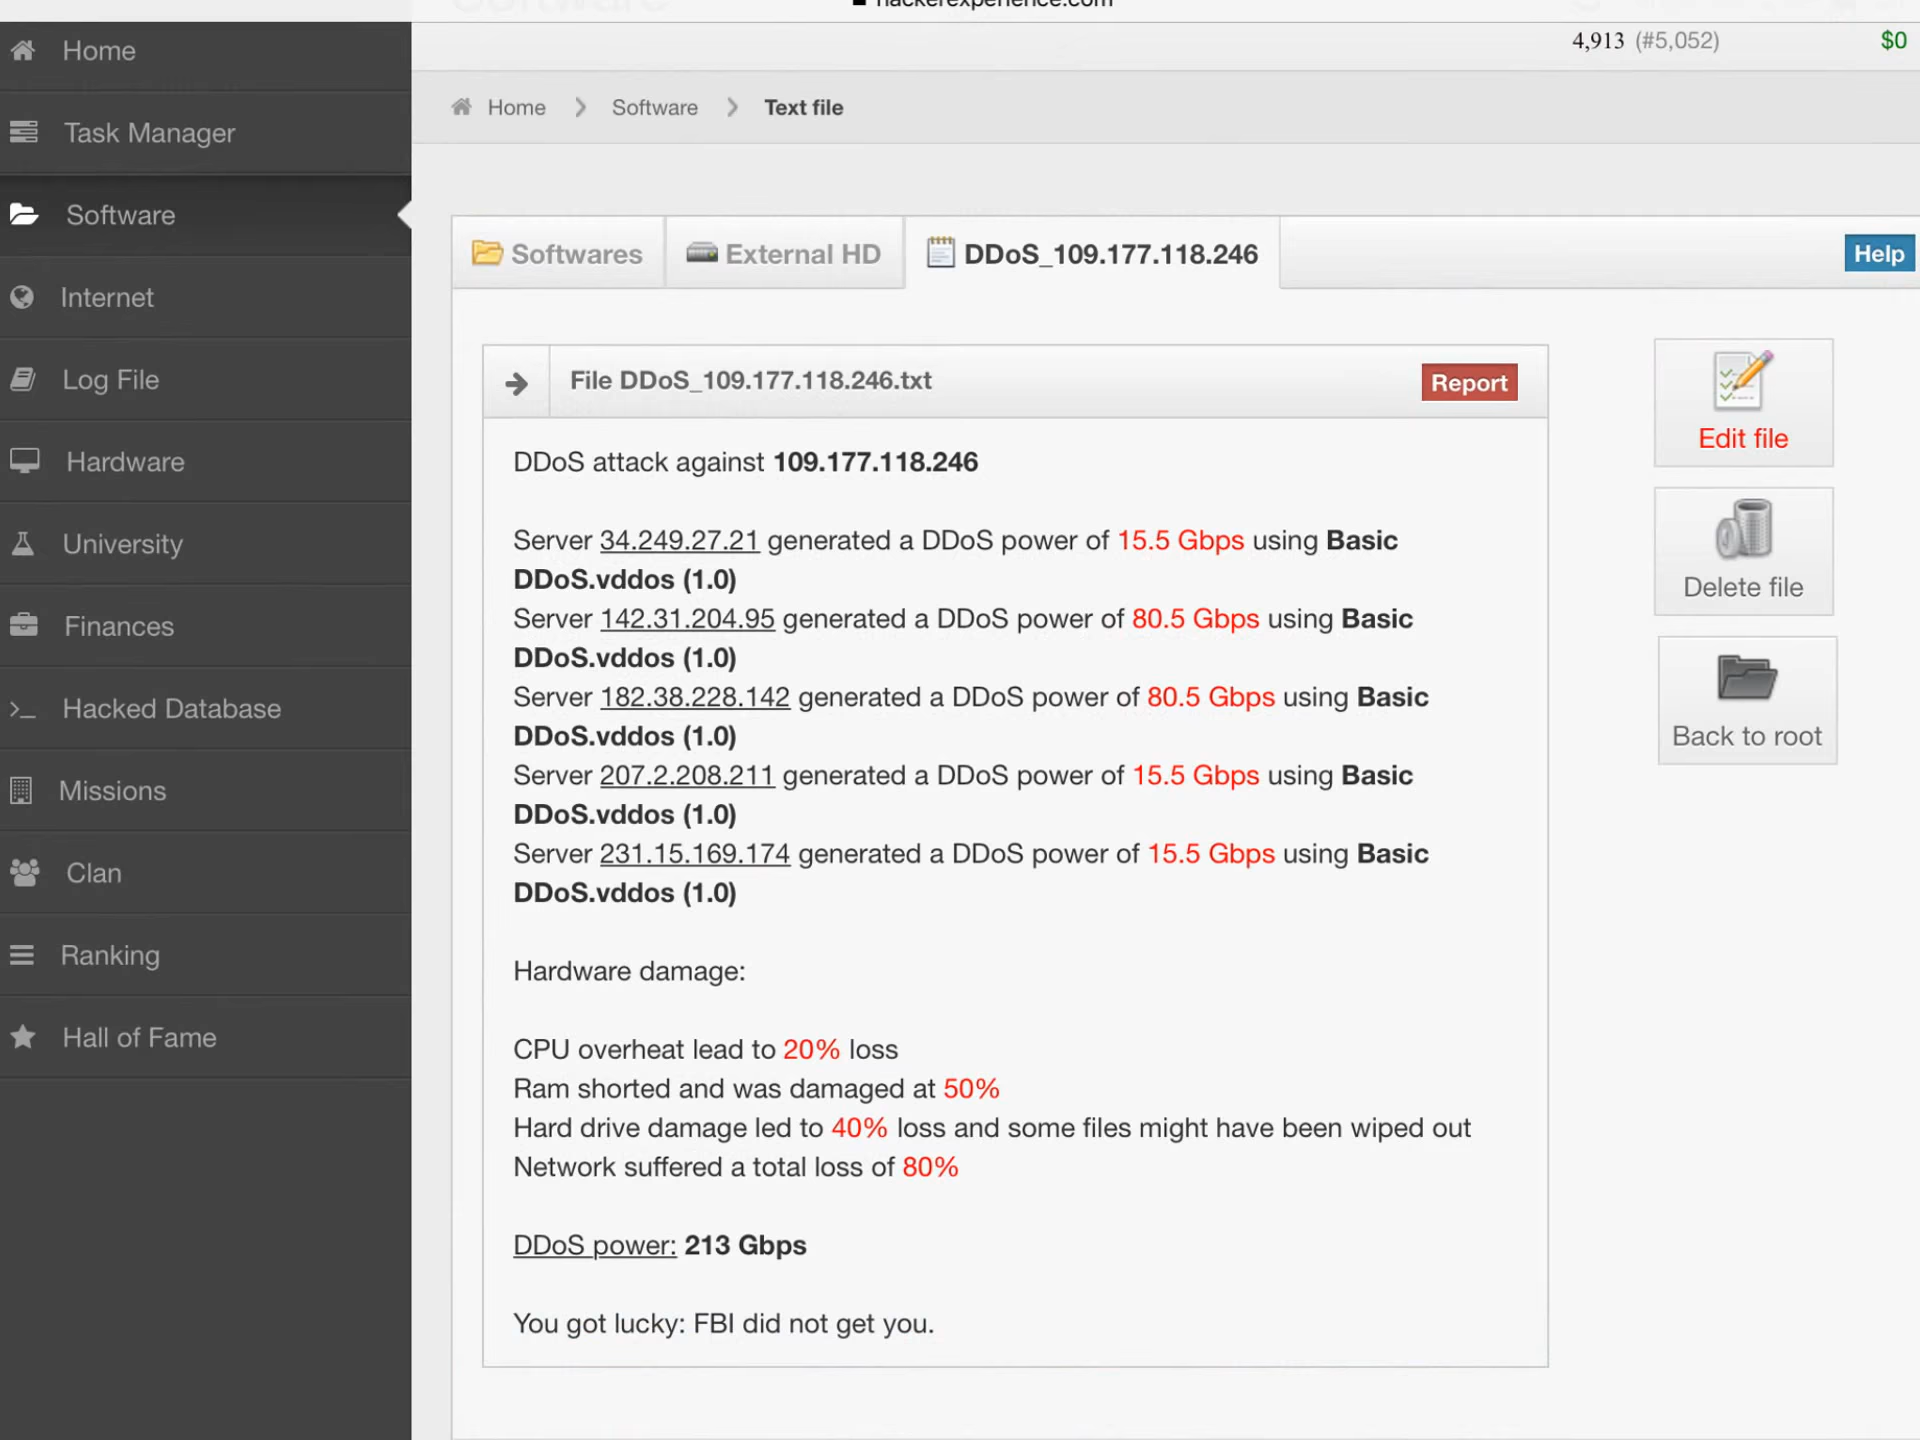 hackerexperience.com
4,913 (#5,052) $0
Home
Task Manager
Software
Internet
Log File
Hardware
University
Finances
Hacked Database
Missions
Clan
Ranking
Hall of Fame
Home Software Text file
Softwares External HD DDoS_109.177.118.246 Help
File DDoS_109.177.118.246.txt Report
DDoS attack against 109.177.118.246
Server 34.249.27.21 generated a DDoS power of 15.5 Gbps using Basic
DDoS.vddos (1.0)
Server 142.31.204.95 generated a DDoS power of 80.5 Gbps using Basic
DDoS.vddos (1.0)
Server 182.38.228.142 generated a DDoS power of 80.5 Gbps using Basic
DDoS.vddos (1.0)
Server 207.2.208.211 generated a DDoS power of 15.5 Gbps using Basic
DDoS.vddos (1.0)
Server 231.15.169.174 generated a DDoS power of 15.5 Gbps using Basic
DDoS.vddos (1.0)
Hardware damage:
CPU overheat lead to 20% loss
Ram shorted and was damaged at 50%
Hard drive damage led to 40% loss and some files might have been wiped out
Network suffered a total loss of 80%
DDoS power: 213 Gbps
You got lucky: FBI did not get you.
Edit file
Delete file
Back to root